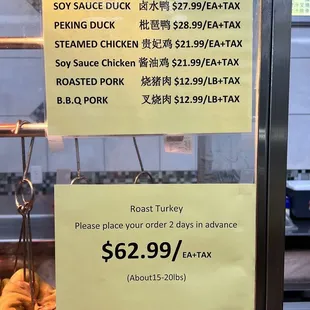 SOY SAUCE DUCK 卤水鸭 $27.99/EA+TAX
PEKING DUCK 枇琶鸭 $28.99/EA+TAX
STEAMED CHICKEN 贵妃鸡 $21.99/EA+TAX
Soy Sauce Chicken 酱油鸡 $21.99/EA+TAX
ROASTED PORK 烧猪肉 $12.99/LB+TAX
B.B.Q PORK 叉烧肉 $12.99/LB+TAX
Roast Turkey
Please place your order 2 days in advance
$62.99/EA+TAX
(About15-20lbs)